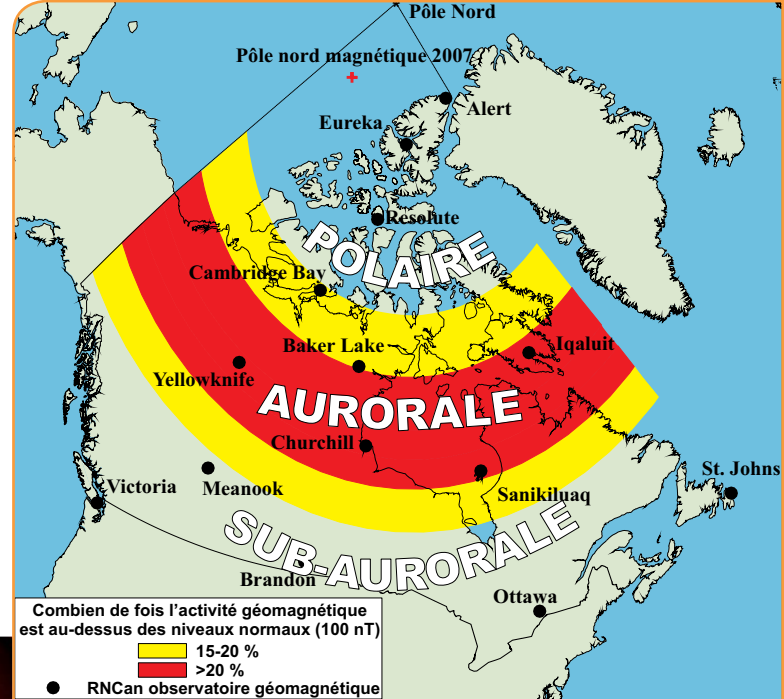 Pôle Nord
Pôle nord magnétique 2007
Alert
Eureka
Resolute
POLAIRE
Cambridge Bay
Baker Lake
Iqaluit
Yellowknife
AURORALE
Churchill
Sanikiluaq
St. Johns
Victoria
Meanook
SUB-AURORALE
Brandon
Ottawa
Combien de fois l'activité géomagnétique
est au-dessus des niveaux normaux (100 nT)
15-20 %
>20 %
RNCan observatoire géomagnétique